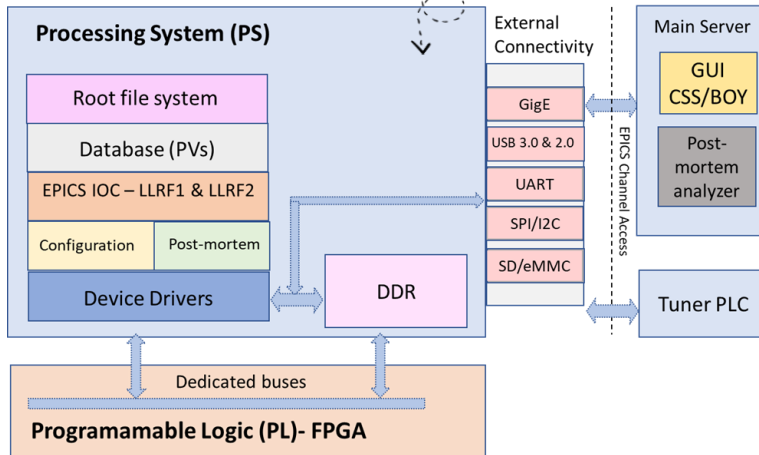 Processing System (PS)
Root file system
Database (PVs)
EPICS IOC – LLRF1 & LLRF2
Configuration
Post-mortem
Device Drivers
DDR
External
Connectivity
GigE
USB 3.0 & 2.0
UART
SPI/I2C
SD/eMMC
EPICS Channel Access
Main Server
GUI
CSS/BOY
Post-
mortem
analyzer
Tuner PLC
Dedicated buses
Programamable Logic (PL)- FPGA